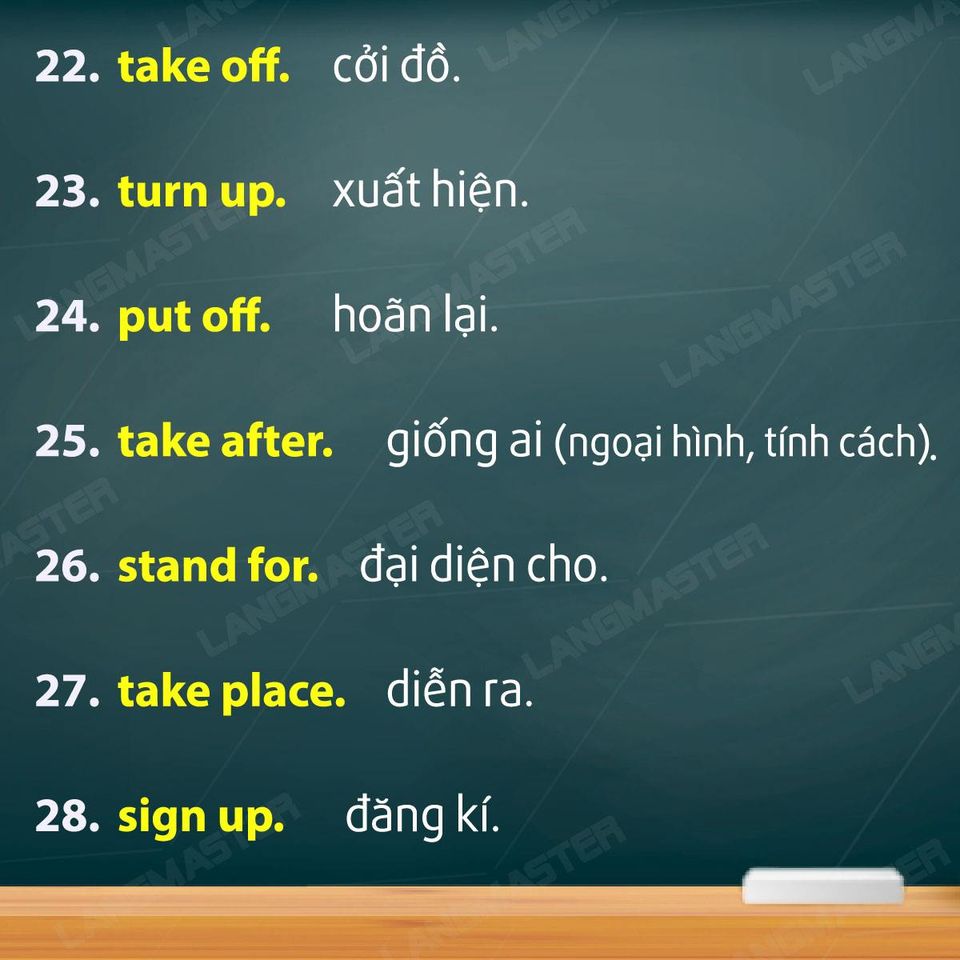 22. take off. cởi đồ.
23. turn up. xuất hiện.
24. put off. hoãn lại.
25. take after. giống ai (ngoại hình, tính cách).
26. stand for. đại diện cho.
27. take place. diễn ra.
28. sign up. đăng kí.
LANGMASTER